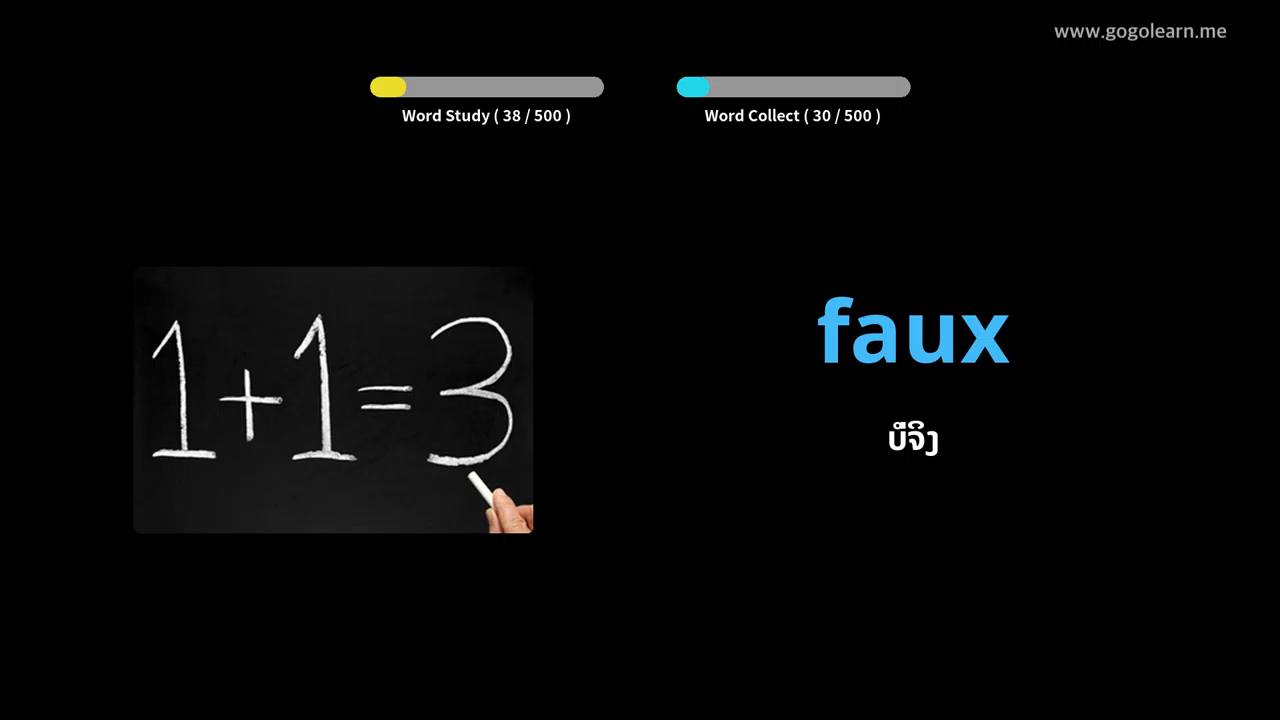 www.gogolearn.me
Word Study ( 38 / 500 )
Word Collect ( 30 / 500 )
1+1=3
faux
ບໍ່ຈິງ